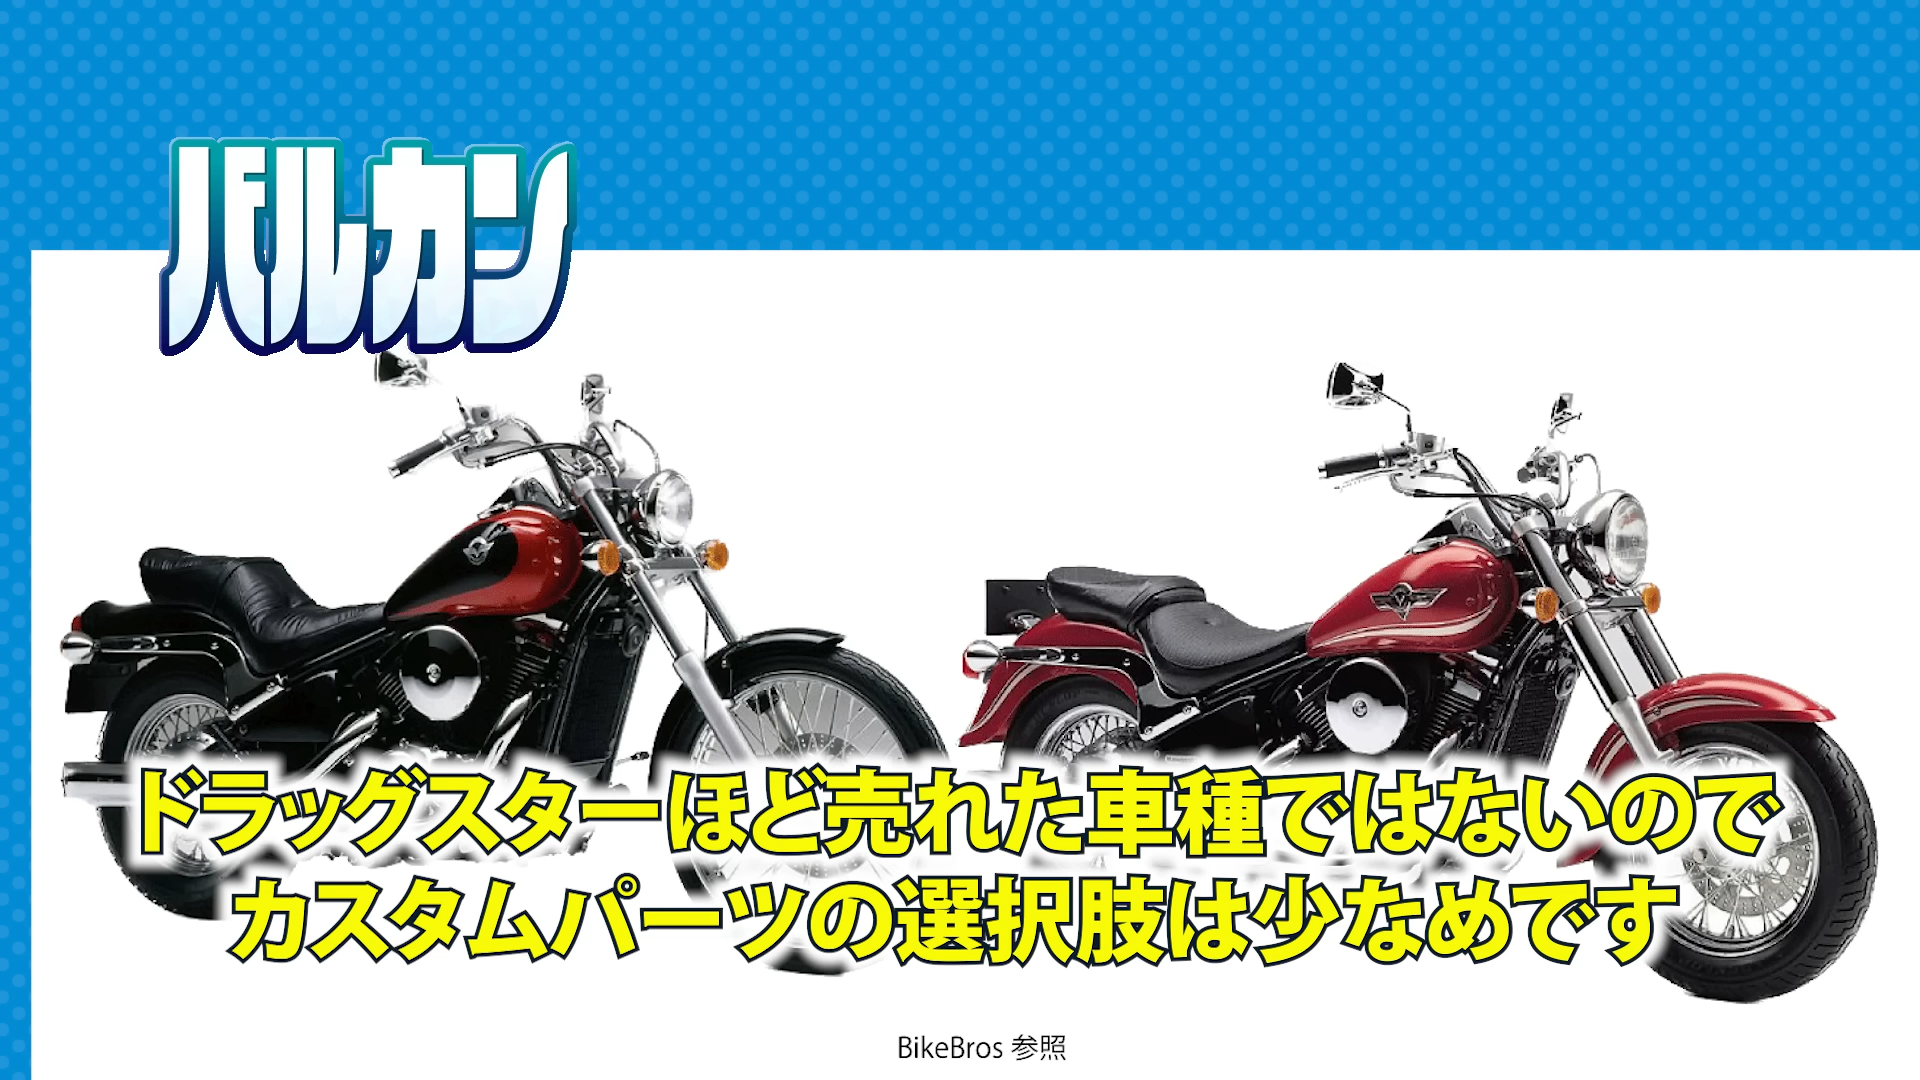 バルカン
ドラッグスターほど売れた車種ではないので
カスタムパーツの選択肢は少なめです
BikeBros 参照